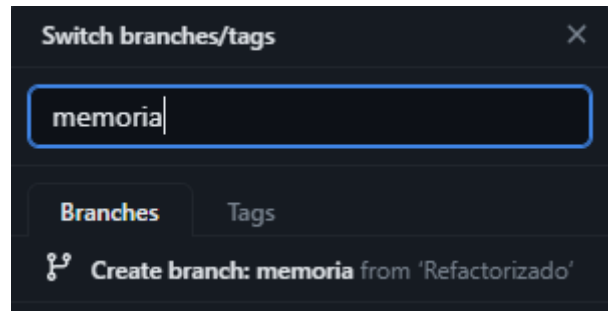 Switch branches/tags
memoria
Branches Tags
Create branch: memoria from ‘Refactorizado’